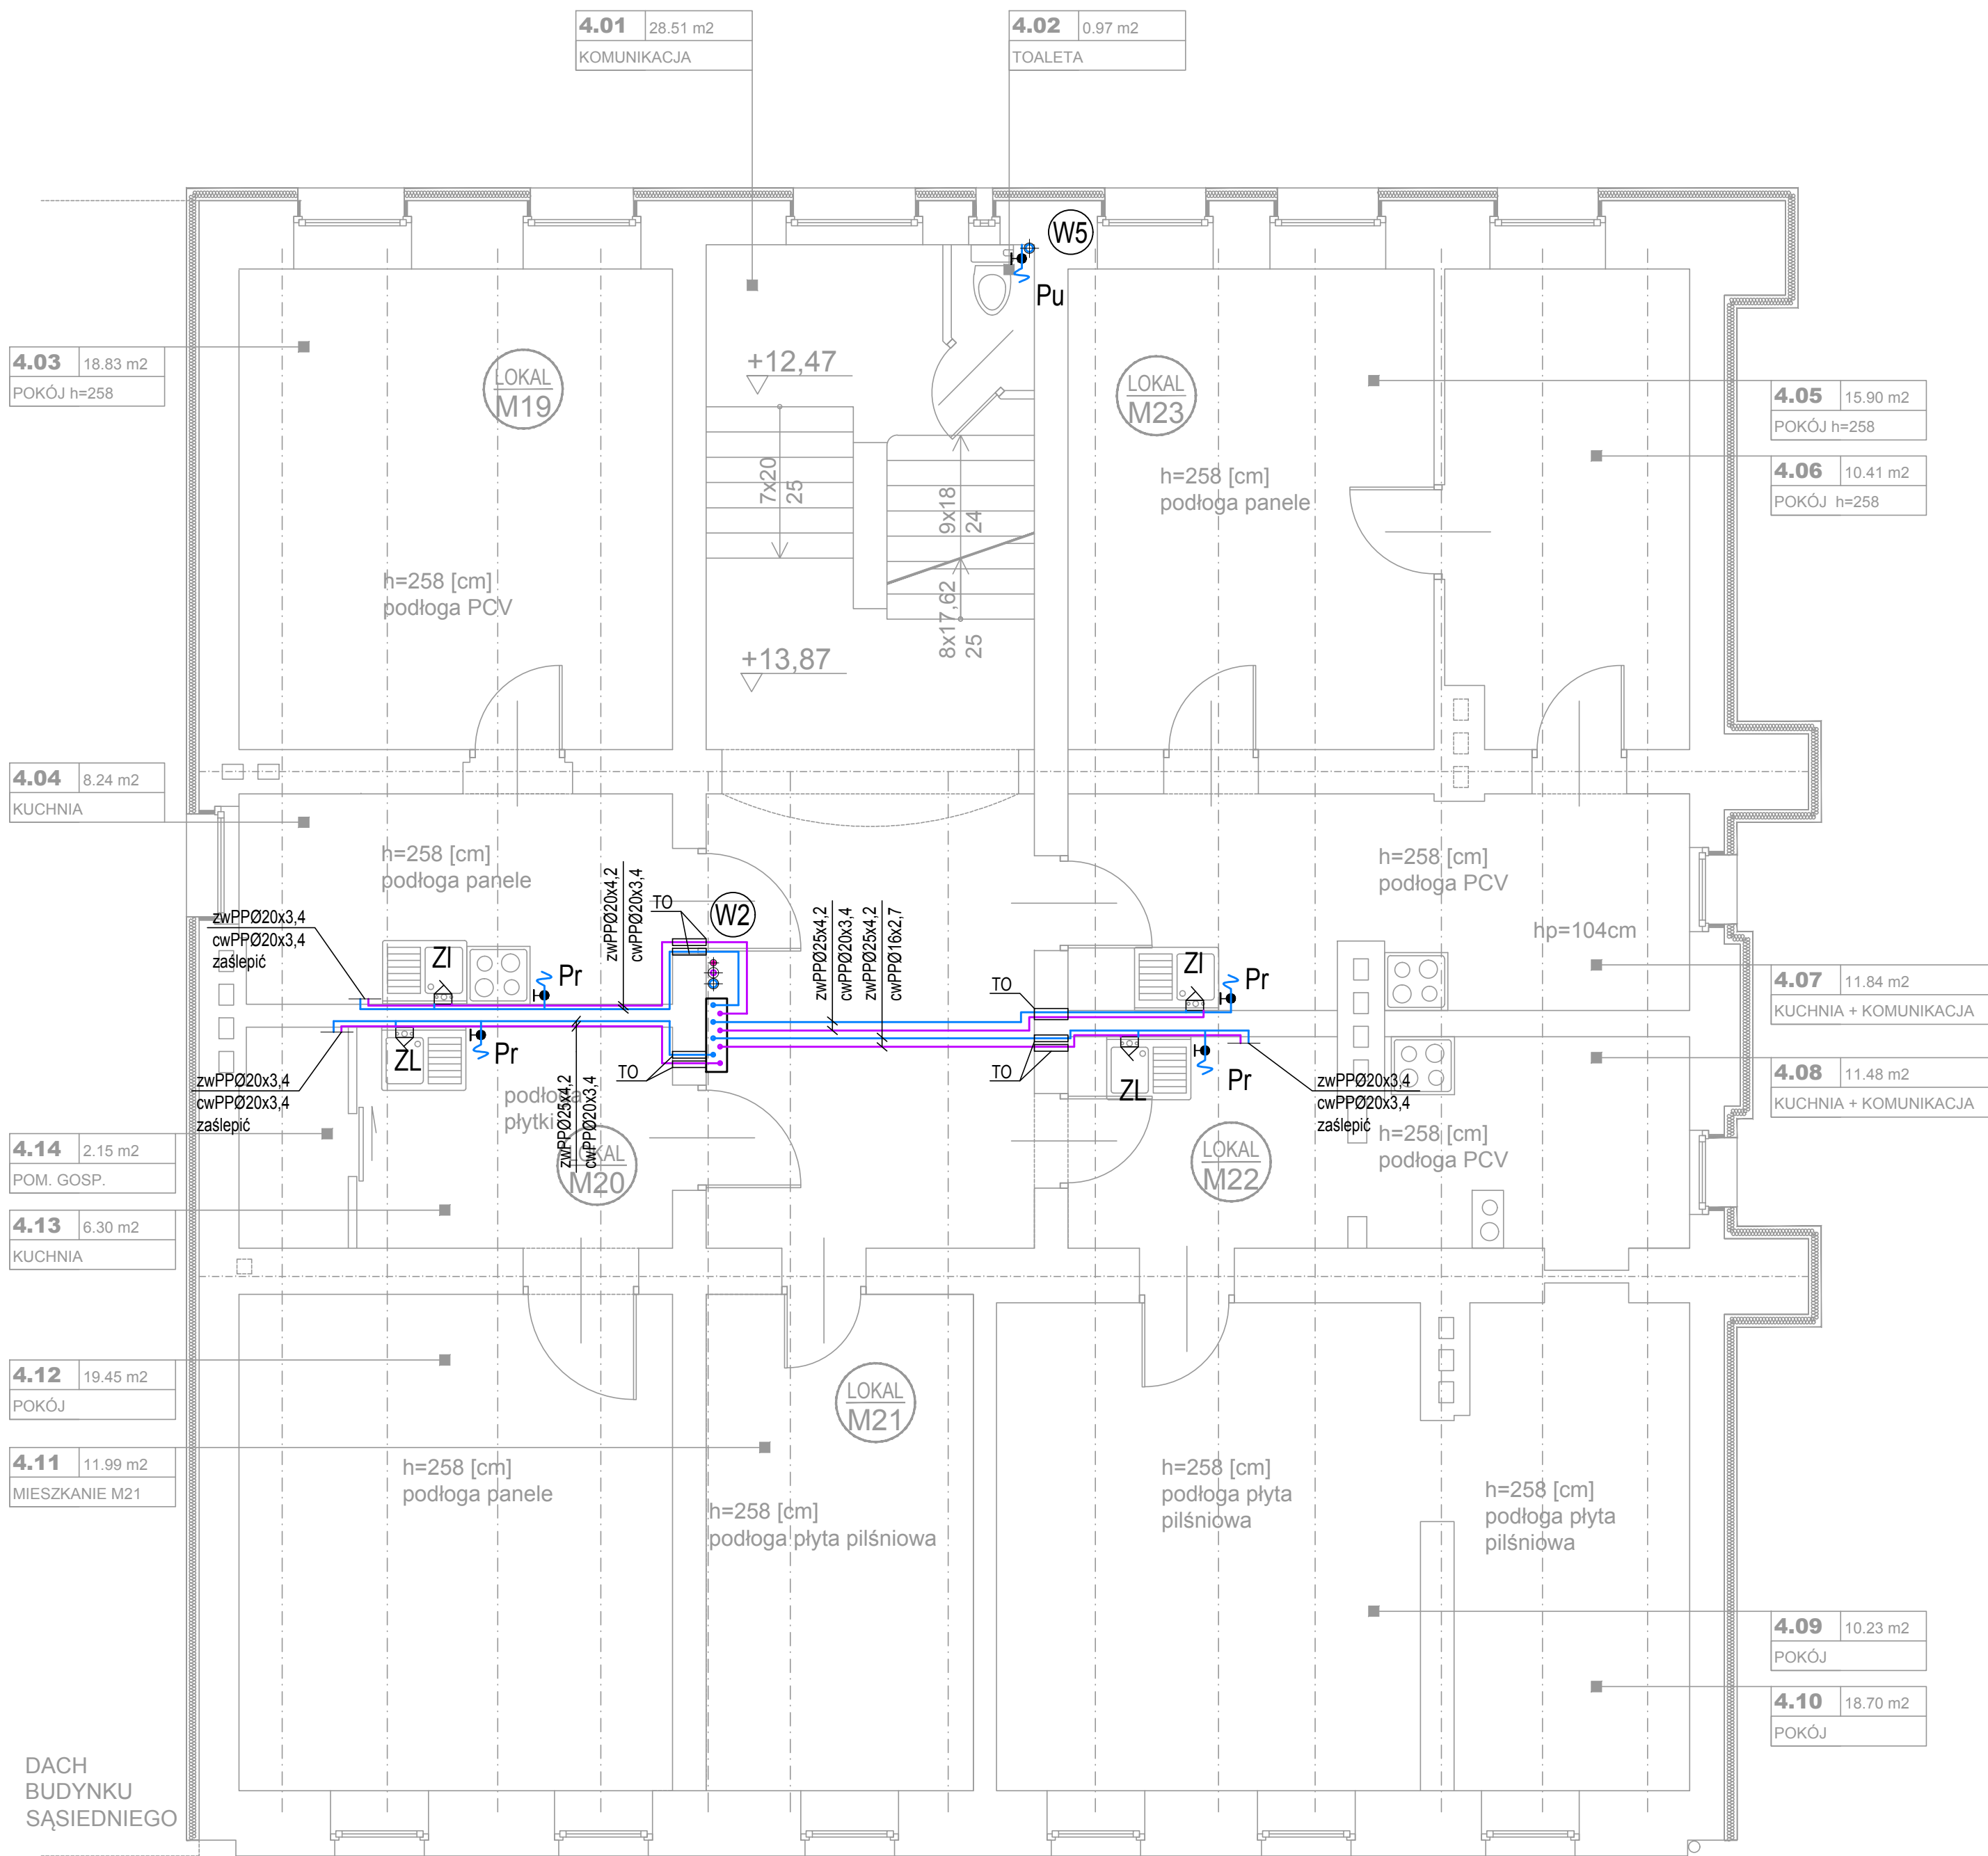 4.01 28.51 m2
KOMUNIKACJA
4.02 0.97 m2
TOALETA
W5
Pu
+12,47
4.03 18.83 m2
POKÓJ h=258
LOKAL
M19
LOKAL
M23
4.05 15.90 m2
POKÓJ h=258
4.06 10.41 m2
POKÓJ h=258
h=258 [cm]
podłoga panele
7x20
25
9x18
24
8x17,62
25
h=258 [cm]
podłoga PCV
+13,87
4.04 8.24 m2
KUCHNIA
h=258 [cm]
podłoga panele
h=258 [cm]
podłoga PCV
hp=104cm
zwPPØ20x3,4
cwPPØ20x3,4
zaślepić
zwPPØ20x4,2
cwPPØ20x3,4
TO
W2
zwPPØ25x4,2
cwPPØ20x3,4
zwPPØ25x4,2
cwPPØ16x2,7
ZI
Pr
TO
ZI
Pr
4.07 11.84 m2
KUCHNIA + KOMUNIKACJA
ZL
Pr
TO
TO
ZL
Pr
4.08 11.48 m2
KUCHNIA + KOMUNIKACJA
zwPPØ20x3,4
cwPPØ20x3,4
zaślepić
podłoga
płytki
zwPPØ25x4,2
cwPPØ20x3,4
zwPPØ20x3,4
cwPPØ20x3,4
zaślepić
h=258 [cm]
podłoga PCV
4.14 2.15 m2
POM. GOSP.
LOKAL
M20
LOKAL
M22
4.13 6.30 m2
KUCHNIA
4.12 19.45 m2
POKÓJ
LOKAL
M21
4.11 11.99 m2
MIESZKANIE M21
h=258 [cm]
podłoga panele
h=258 [cm]
podłoga płyta pilśniowa
h=258 [cm]
podłoga płyta
pilśniowa
h=258 [cm]
podłoga płyta
pilśniowa
4.09 10.23 m2
POKÓJ
4.10 18.70 m2
POKÓJ
DACH
BUDYNKU
SĄSIEDNIEGO